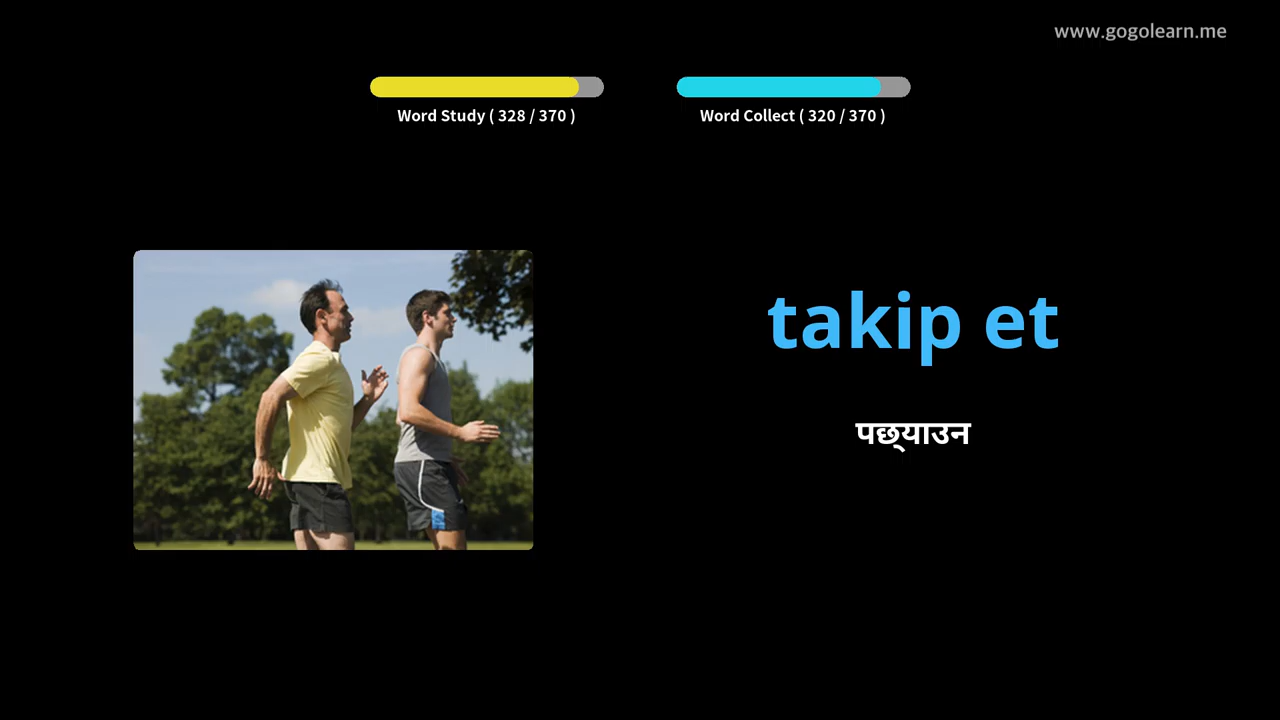 www.gogolearn.me
Word Study ( 328 / 370 )
Word Collect ( 320 / 370 )
takip et
पछ्याउन